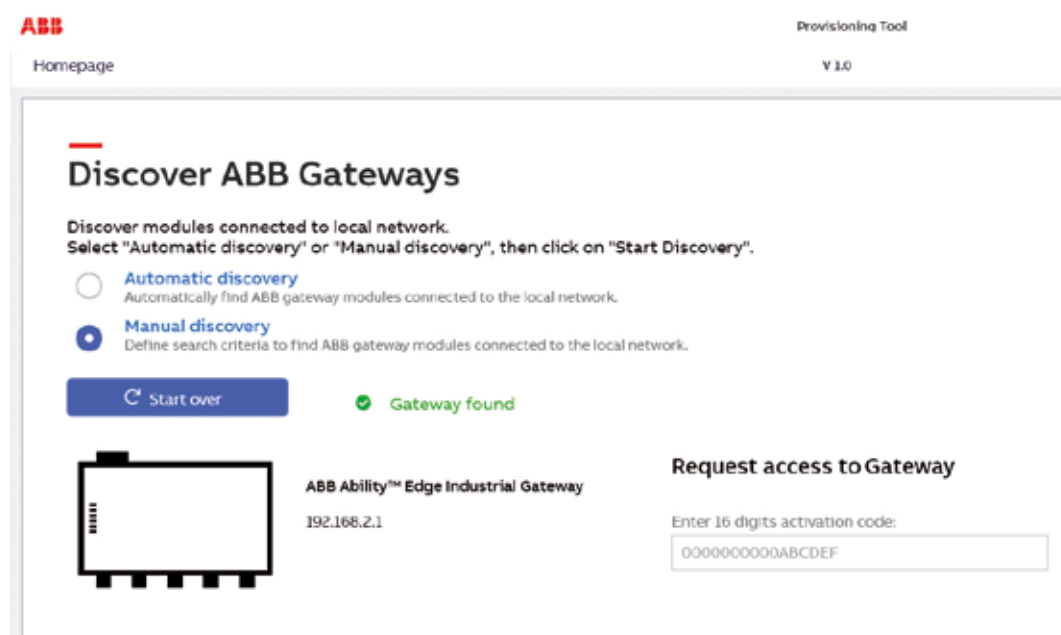 ABB
Provisioning Tool
Homepage
V 1.0
Discover ABB Gateways
Discover modules connected to local network.
Select "Automatic discovery" or "Manual discovery", then click on "Start Discovery".
Automatic discovery
Automatically find ABB gateway modules connected to the local network.
Manual discovery
Define search criteria to find ABB gateway modules connected to the local network.
Start over
Gateway found
Request access to Gateway
ABB Ability™ Edge Industrial Gateway
192.168.2.1
Enter 16 digits activation code:
0000000000ABCDEF